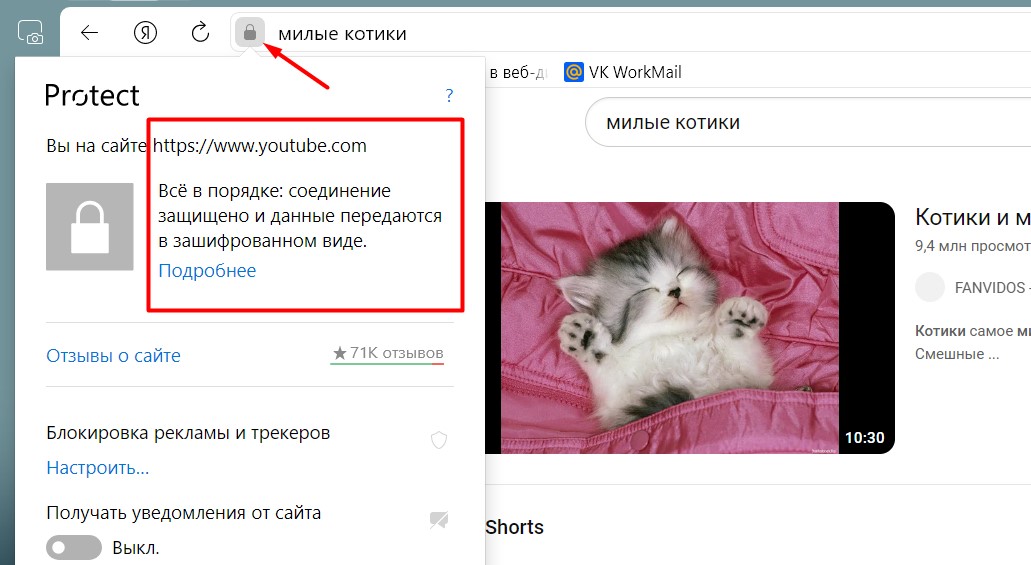 Я
милые котики
в веб-ди
VK WorkMail
Protect
?
милые котики
Вы на сайте https://www.youtube.com
Всё в порядке: соединение
защищено и данные передаются
в зашифрованном виде.
Подробнее
Отзывы о сайте
71K отзывов
Блокировка рекламы и трекеров
Настроить...
Получать уведомления от сайта
Выкл.
10:30
Котики и м
9,4 млн просмот
FANVIDOS -
Котики самое ми
Смешные ...
Shorts